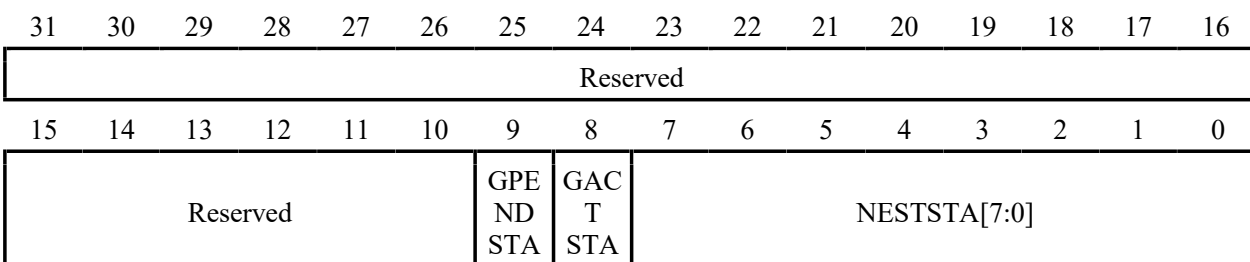 31 30 29 28 27 26 25 24 23 22 21 20 19 18 17 16
Reserved
15 14 13 12 11 10 9 8 7 6 5 4 3 2 1 0
Reserved
GPE
ND
STA
GAC
T
STA
NESTSTA[7:0]